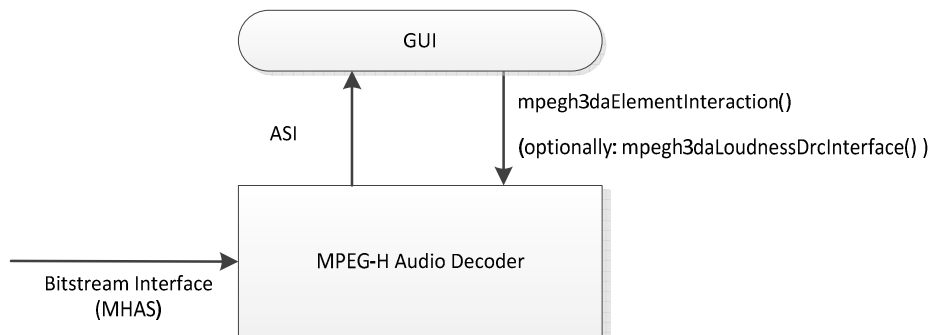 GUI
mpegh3daElementInteraction()
ASI
(optionally: mpegh3daLoudnessDrcInterface() )
MPEG-H Audio Decoder
Bitstream Interface
(MHAS)